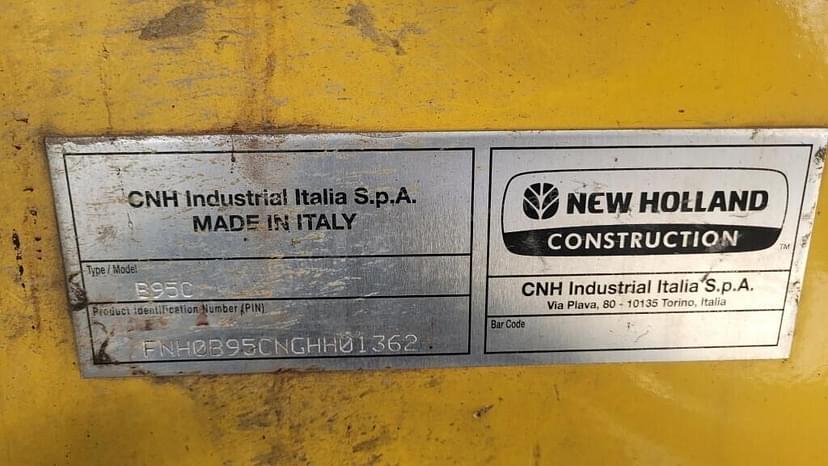 CNH Industrial Italia S.p.A.
MADE IN ITALY
Type / Model
B95C
Product Identification Number (PIN)
FNH0B95CNGHH01362
NEW HOLLAND
CONSTRUCTION
TM
CNH Industrial Italia S.p.A.
Via Plava, 80 - 10135 Torino, Italia
Bar Code